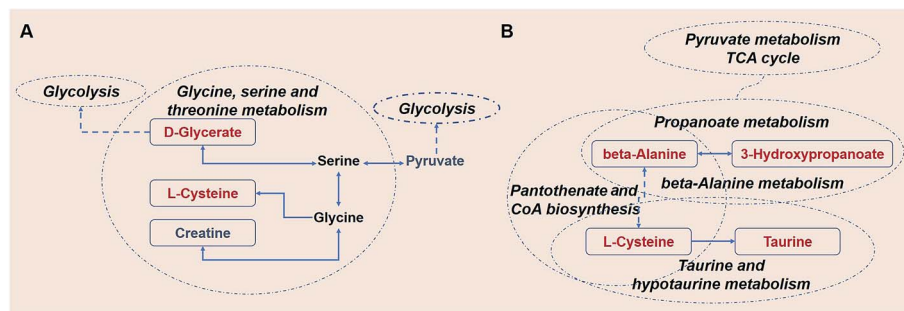 A
Glycolysis
Glycine, serine and
threonine metabolism
Glycolysis
D-Glycerate
Serine
Pyruvate
L-Cysteine
Glycine
Creatine
B
Pyruvate metabolism
TCA cycle
Propanoate metabolism
beta-Alanine
3-Hydroxypropanoate
beta-Alanine metabolism
Pantothenate and
CoA biosynthesis
L-Cysteine
Taurine
Taurine and
hypotaurine metabolism